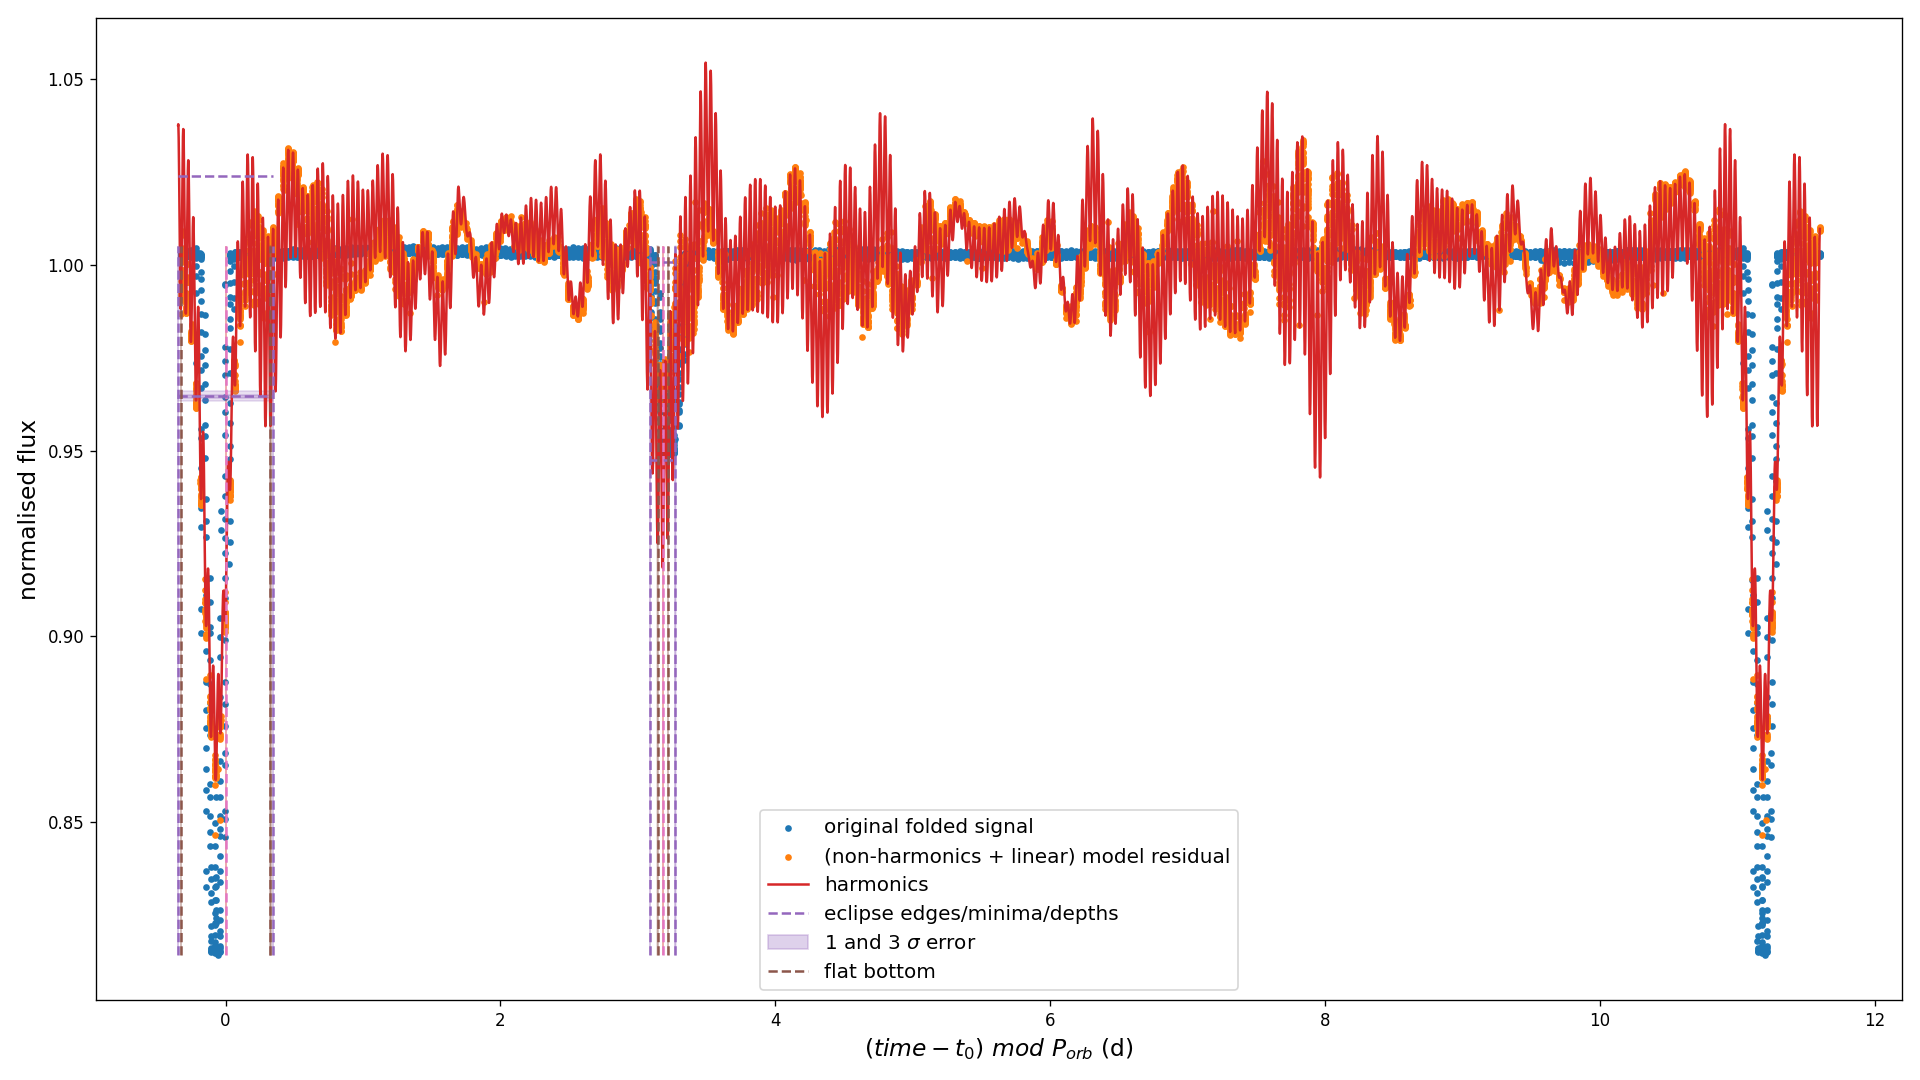 1.05
1.00
0.95
0.90
0.85
normalised flux
original folded signal
(non-harmonics + linear) model residual
harmonics
eclipse edges/minima/depths
1 and 3 σ error
flat bottom
0
2
4
6
8
10
12
(time − t₀) mod Pₒᵣb (d)